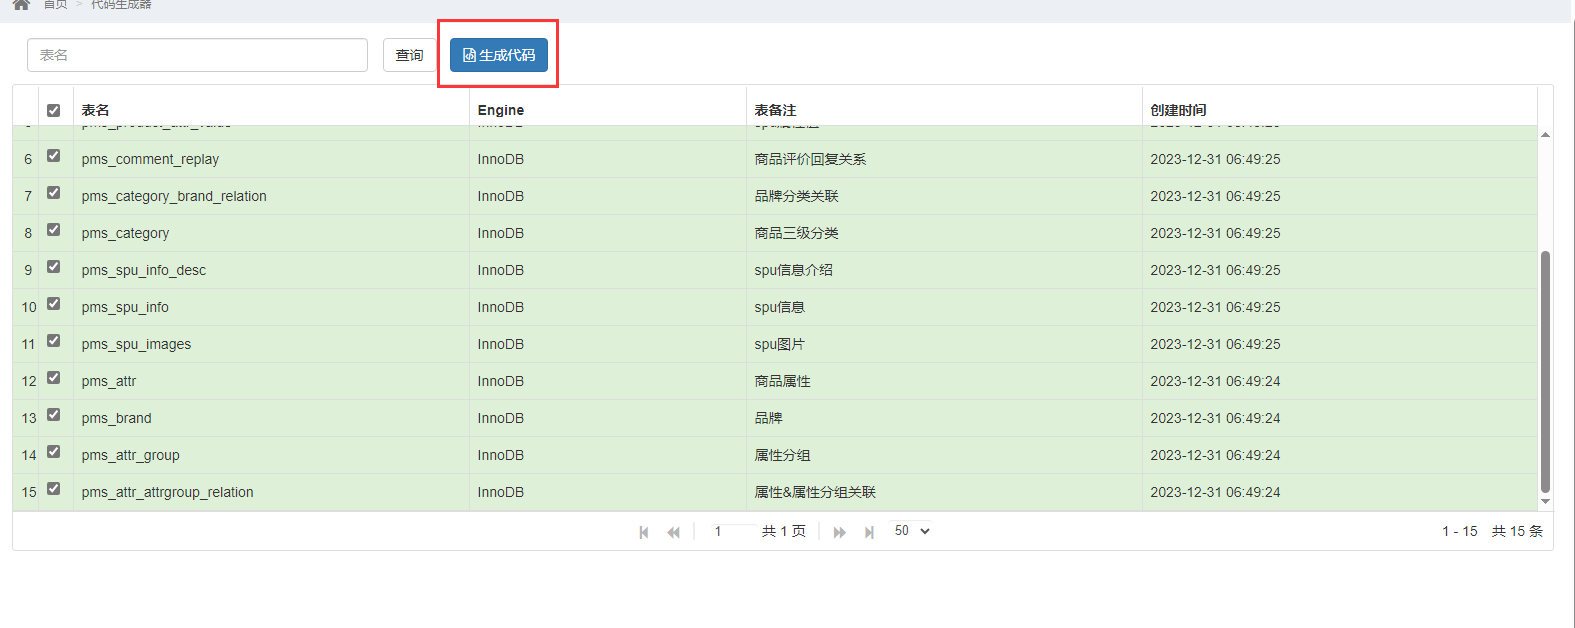 首页 > 代码生成器
表名 查询 生成代码
表名 Engine 表备注 创建时间
6 pms_comment_replay InnoDB 商品评价回复关系 2023-12-31 06:49:25
7 pms_category_brand_relation InnoDB 品牌分类关联 2023-12-31 06:49:25
8 pms_category InnoDB 商品三级分类 2023-12-31 06:49:25
9 pms_spu_info_desc InnoDB spu信息介绍 2023-12-31 06:49:25
10 pms_spu_info InnoDB spu信息 2023-12-31 06:49:25
11 pms_spu_images InnoDB spu图片 2023-12-31 06:49:25
12 pms_attr InnoDB 商品属性 2023-12-31 06:49:24
13 pms_brand InnoDB 品牌 2023-12-31 06:49:24
14 pms_attr_group InnoDB 属性分组 2023-12-31 06:49:24
15 pms_attr_attrgroup_relation InnoDB 属性&属性分组关联 2023-12-31 06:49:24
1 共 1 页 50 1 - 15 共 15 条